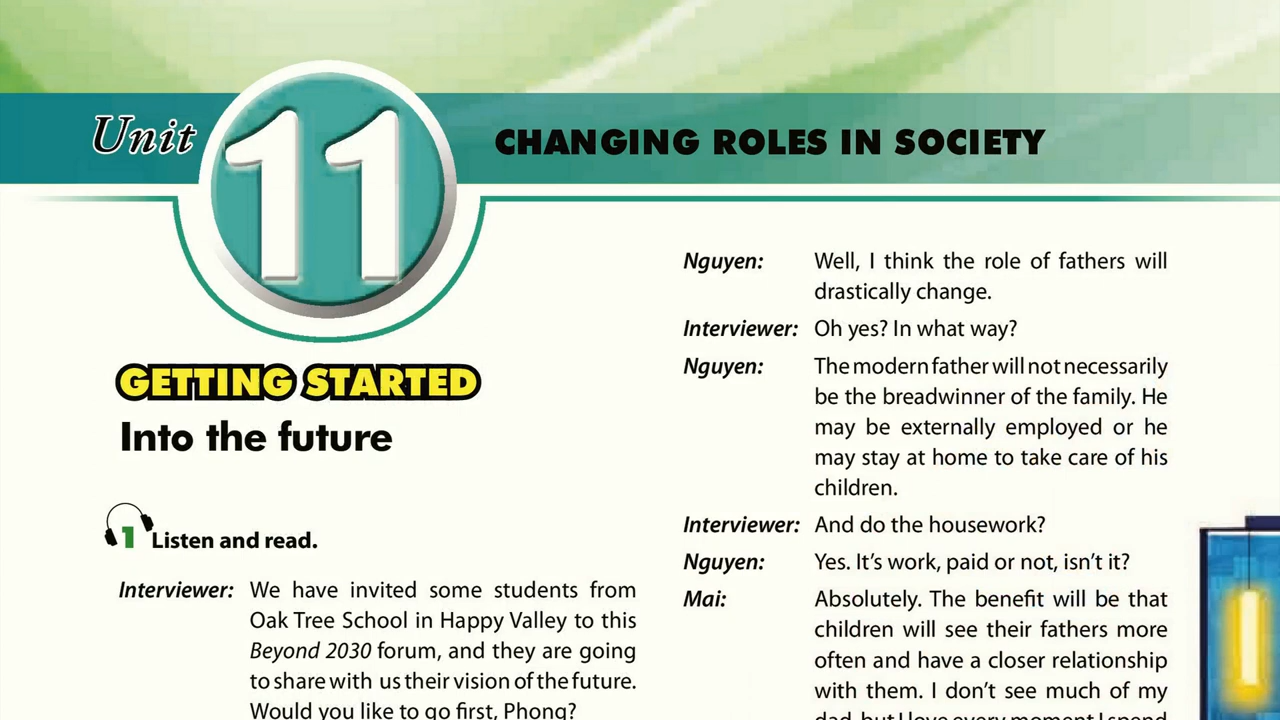 Unit 11 CHANGING ROLES IN SOCIETY
GETTING STARTED
Into the future
1 Listen and read.
Interviewer: We have invited some students from
Oak Tree School in Happy Valley to this
Beyond 2030 forum, and they are going
to share with us their vision of the future.
Would you like to go first, Phong?
Nguyen: Well, I think the role of fathers will
drastically change.
Interviewer: Oh yes? In what way?
Nguyen: The modern father will not necessarily
be the breadwinner of the family. He
may be externally employed or he
may stay at home to take care of his
children.
Interviewer: And do the housework?
Nguyen: Yes. It’s work, paid or not, isn’t it?
Mai: Absolutely. The benefit will be that
children will see their fathers more
often and have a closer relationship
with them. I don’t see much of my
dad, but I love every moment I spend